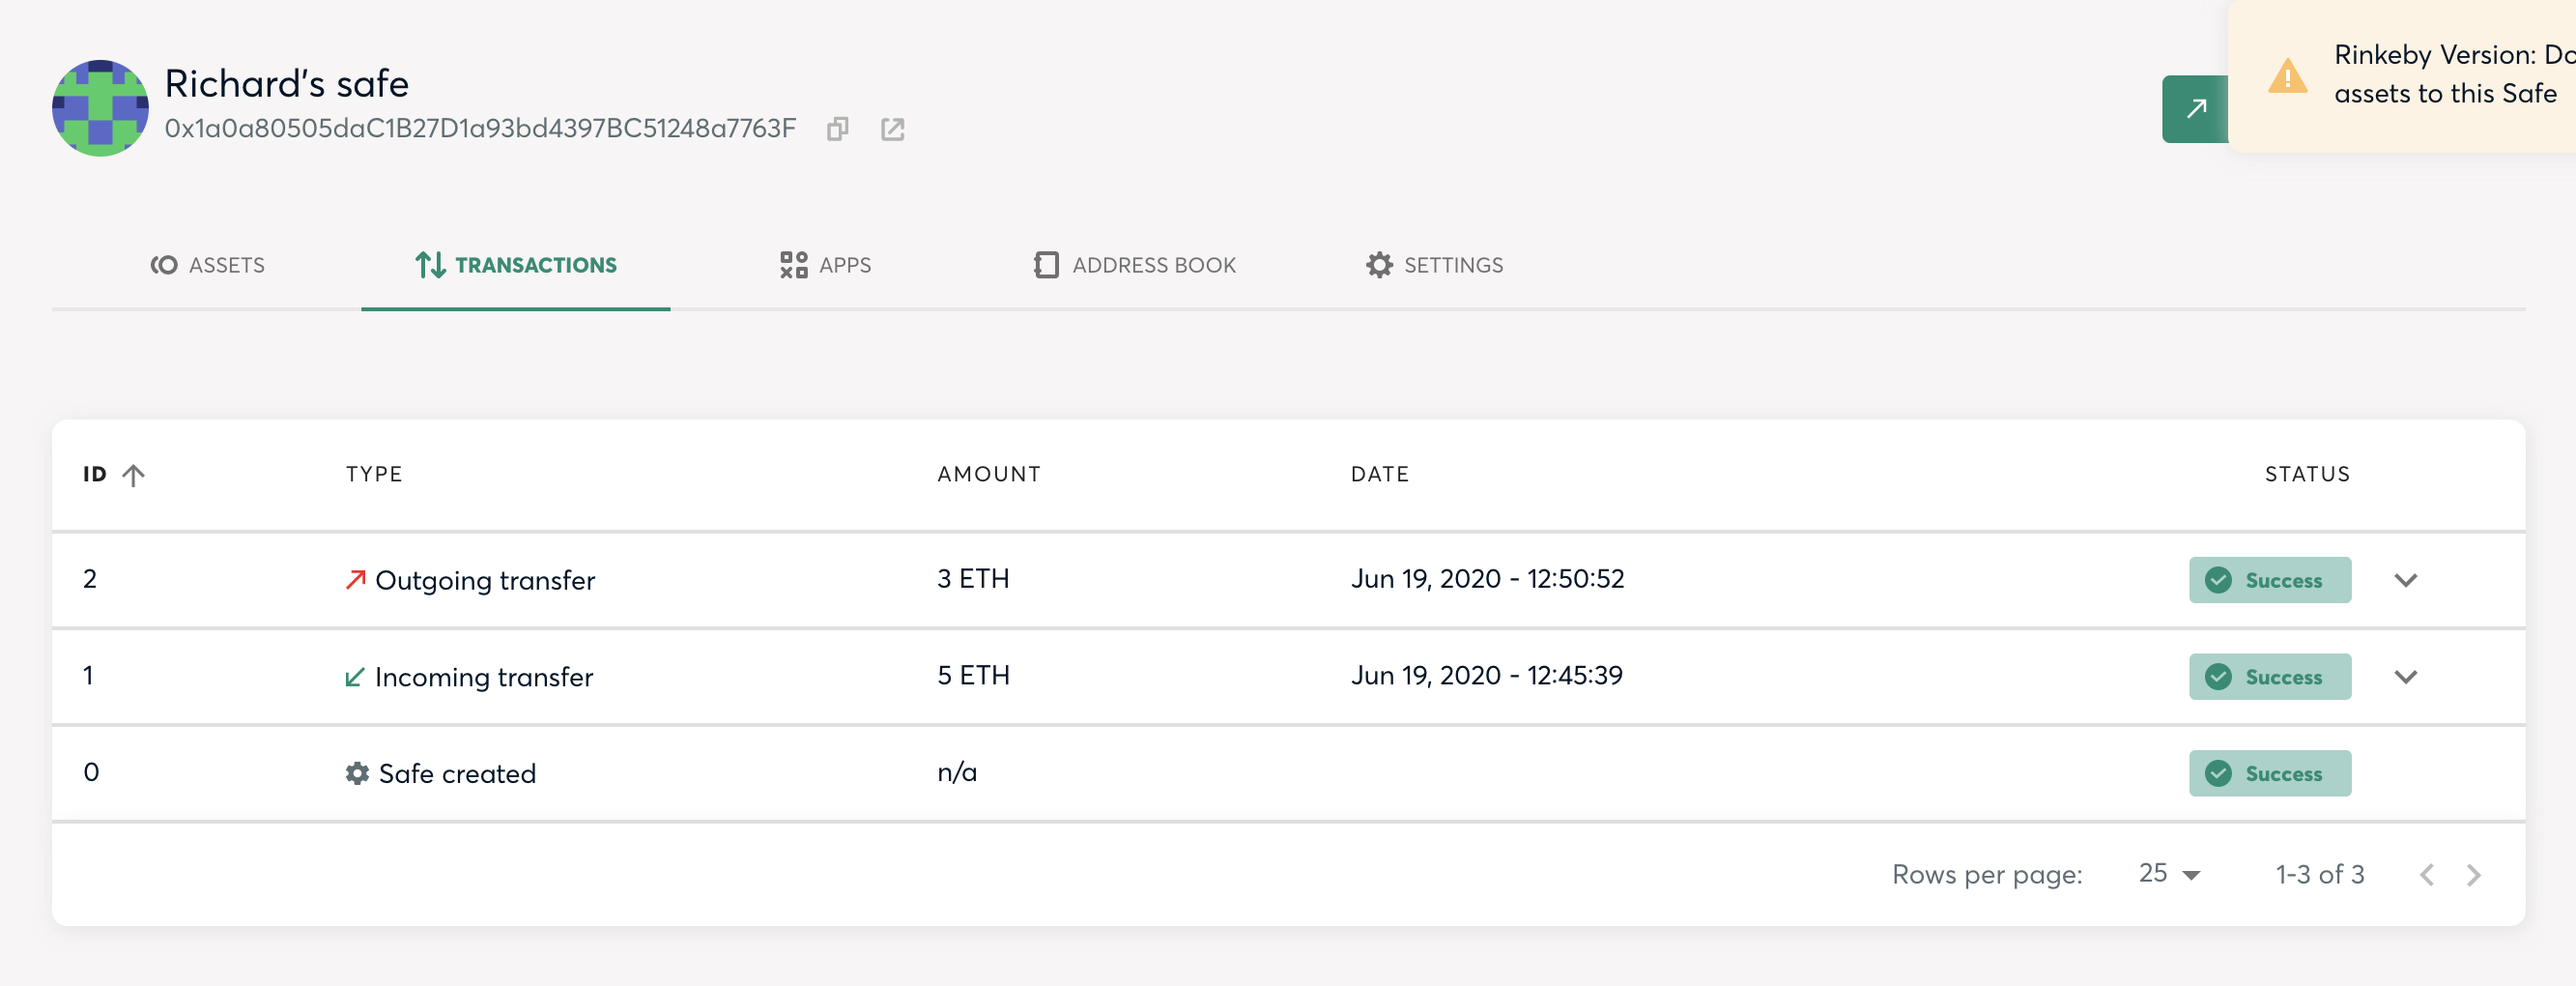 Richard's safe
0x1a0a80505daC1B27D1a93bd4397BC51248a7763F
Rinkeby Version: Do
assets to this Safe
ASSETS TRANSACTIONS APPS ADDRESS BOOK SETTINGS
ID TYPE AMOUNT DATE STATUS
2 Outgoing transfer 3 ETH Jun 19, 2020 - 12:50:52 Success
1 Incoming transfer 5 ETH Jun 19, 2020 - 12:45:39 Success
0 Safe created n/a Success
Rows per page: 25 1-3 of 3